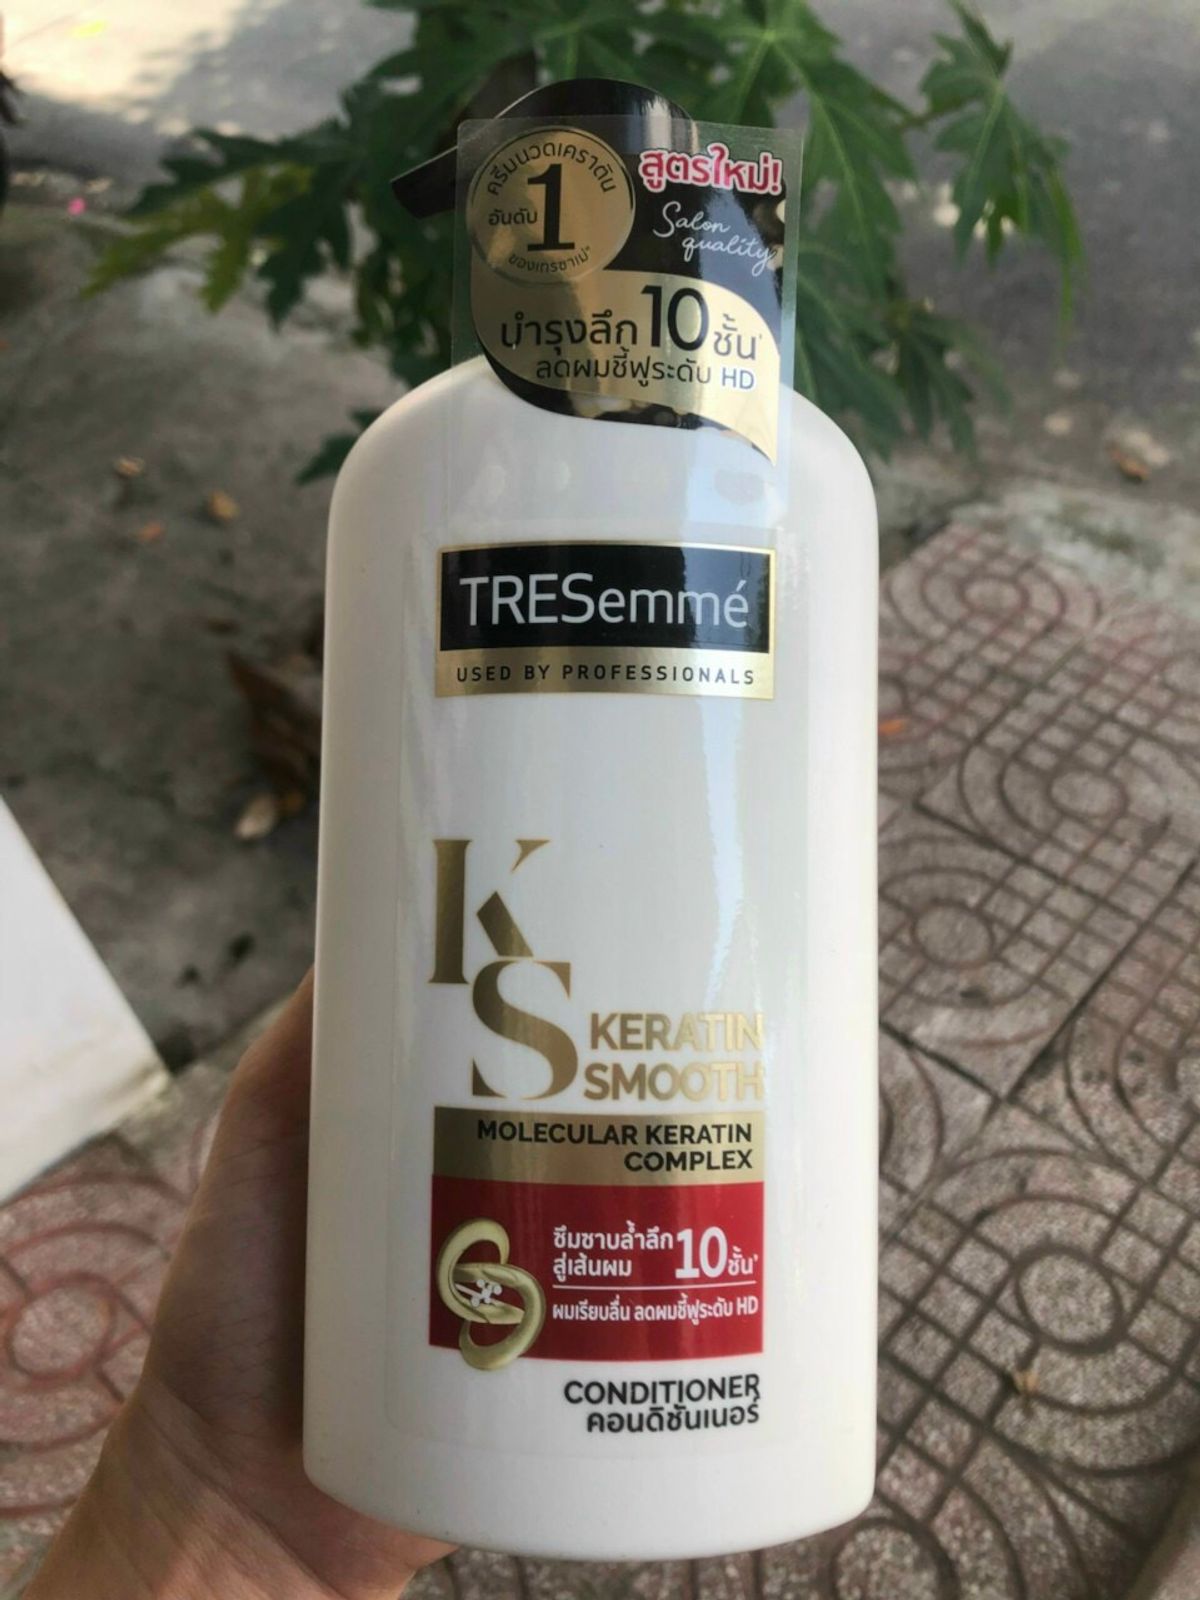 ครีมนวดเคราติน
อันดับ 1
ของเทรซาเม่*
สูตรใหม่!
Salon
quality
บำรุงลึก 10 ชั้น*
ลดผมชี้ฟูระดับ HD
TRESemmé
USED BY PROFESSIONALS
KS
KERATIN
SMOOTH
MOLECULAR KERATIN
COMPLEX
ซึมซาบล้ำลึก
สู่เส้นผม 10 ชั้น*
ผมเรียบลื่น ลดผมชี้ฟูระดับ HD
CONDITIONER
คอนดิชันเนอร์